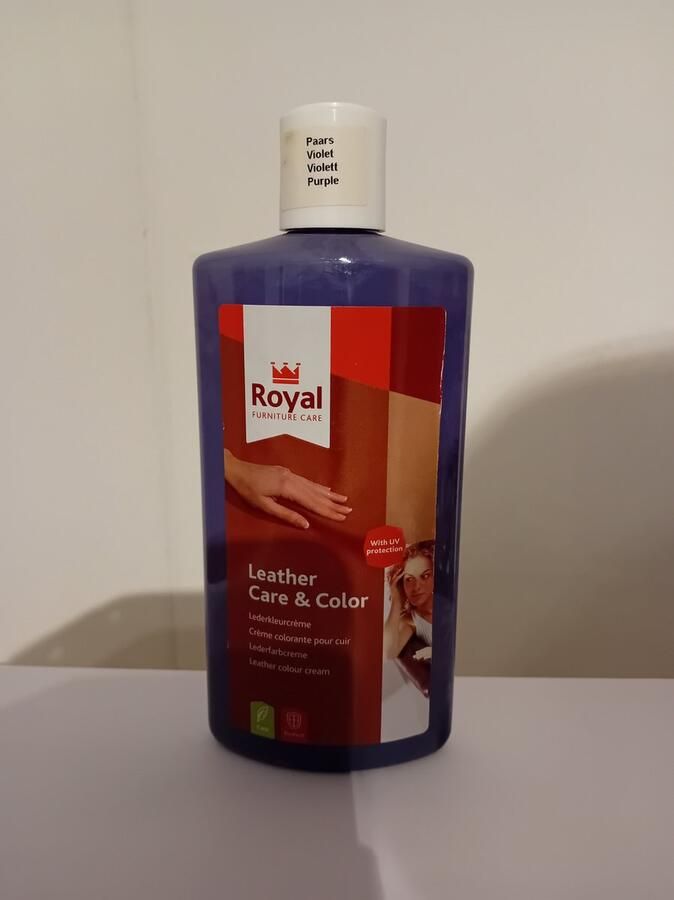 Paars
Violet
Violett
Purple
Royal
FURNITURE CARE
With UV
protection
Leather
Care & Color
Lederkleurcrème
Crème colorante pour cuir
Lederfarbcreme
Leather colour cream
Care